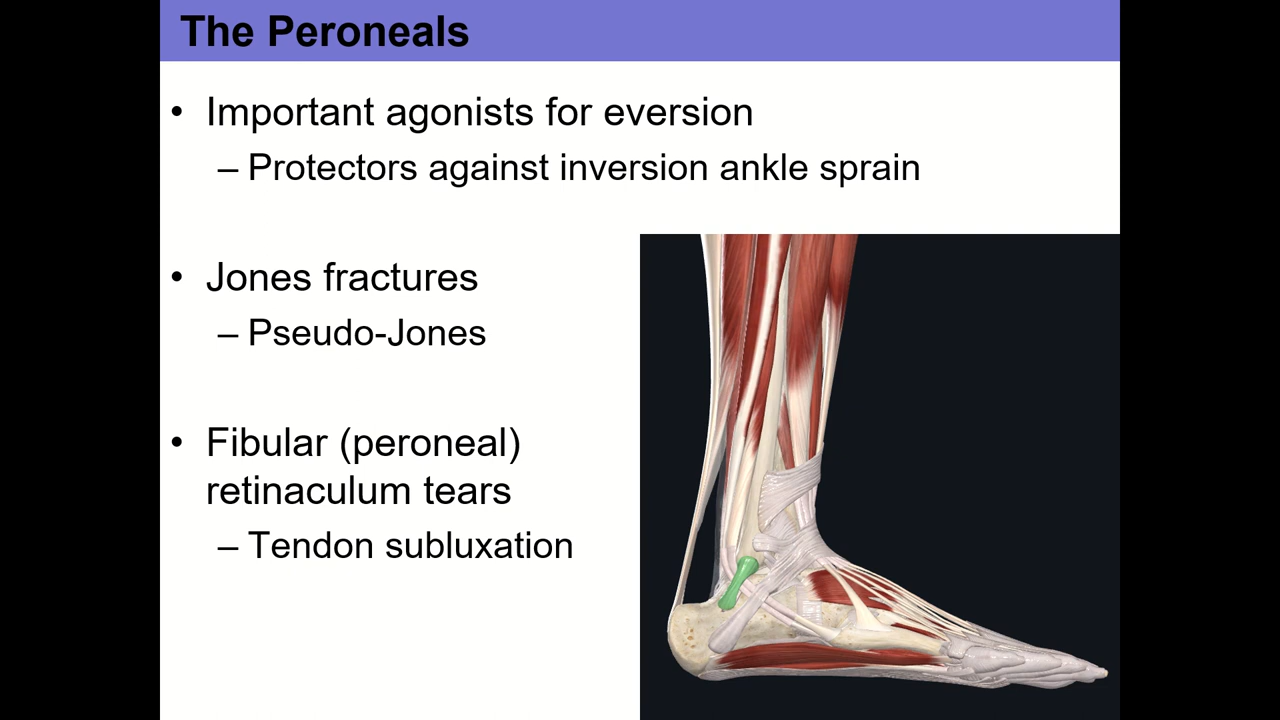 The Peroneals
• Important agonists for eversion
– Protectors against inversion ankle sprain
• Jones fractures
– Pseudo-Jones
• Fibular (peroneal)
retinaculum tears
– Tendon subluxation